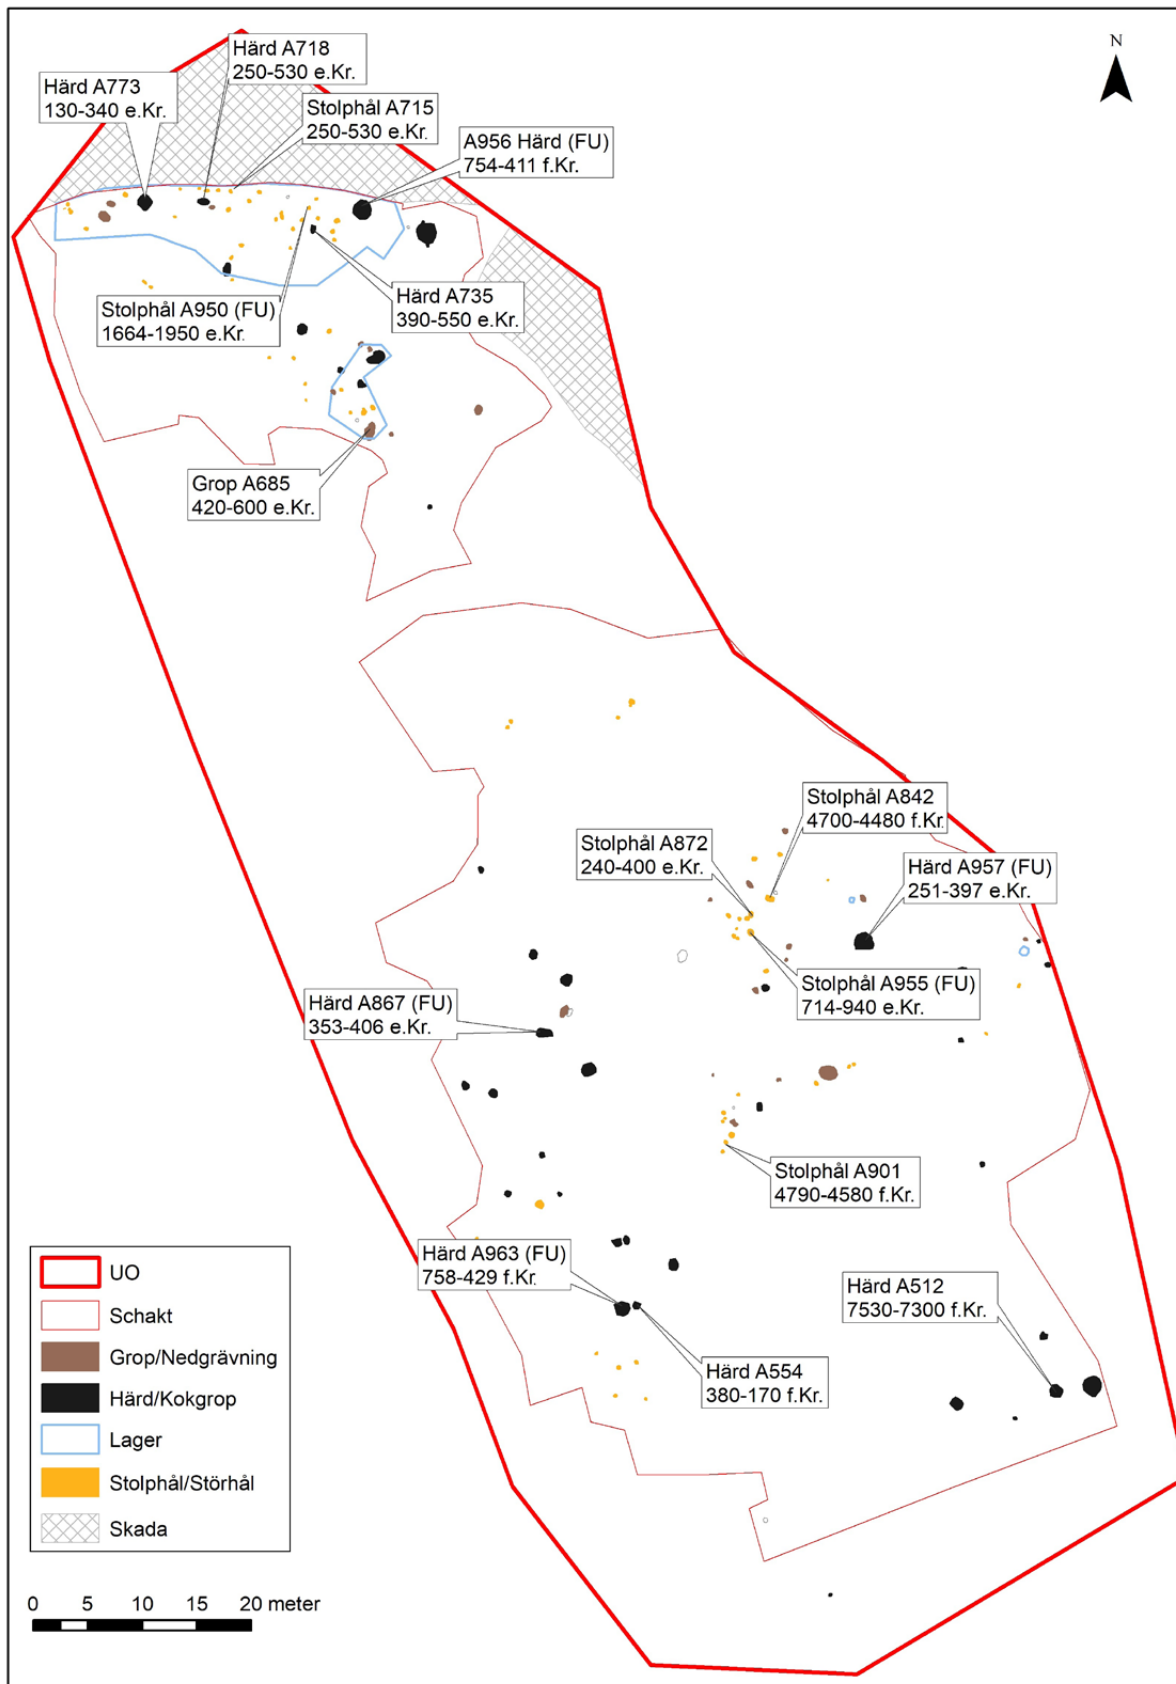 N
Härd A718
250-530 e.Kr.
Härd A773
130-340 e.Kr.
Stolphål A715
250-530 e.Kr.
A956 Härd (FU)
754-411 f.Kr.
Stolphål A950 (FU)
1664-1950 e.Kr.
Härd A735
390-550 e.Kr.
Grop A685
420-600 e.Kr.
Stolphål A842
4700-4480 f.Kr.
Stolphål A872
240-400 e.Kr.
Härd A957 (FU)
251-397 e.Kr.
Stolphål A955 (FU)
714-940 e.Kr.
Härd A867 (FU)
353-406 e.Kr.
Stolphål A901
4790-4580 f.Kr.
Härd A963 (FU)
758-429 f.Kr.
Härd A512
7530-7300 f.Kr.
Härd A554
380-170 f.Kr.
UO
Schakt
Grop/Nedgrävning
Härd/Kokgrop
Lager
Stolphål/Störhål
Skada
0 5 10 15 20 meter